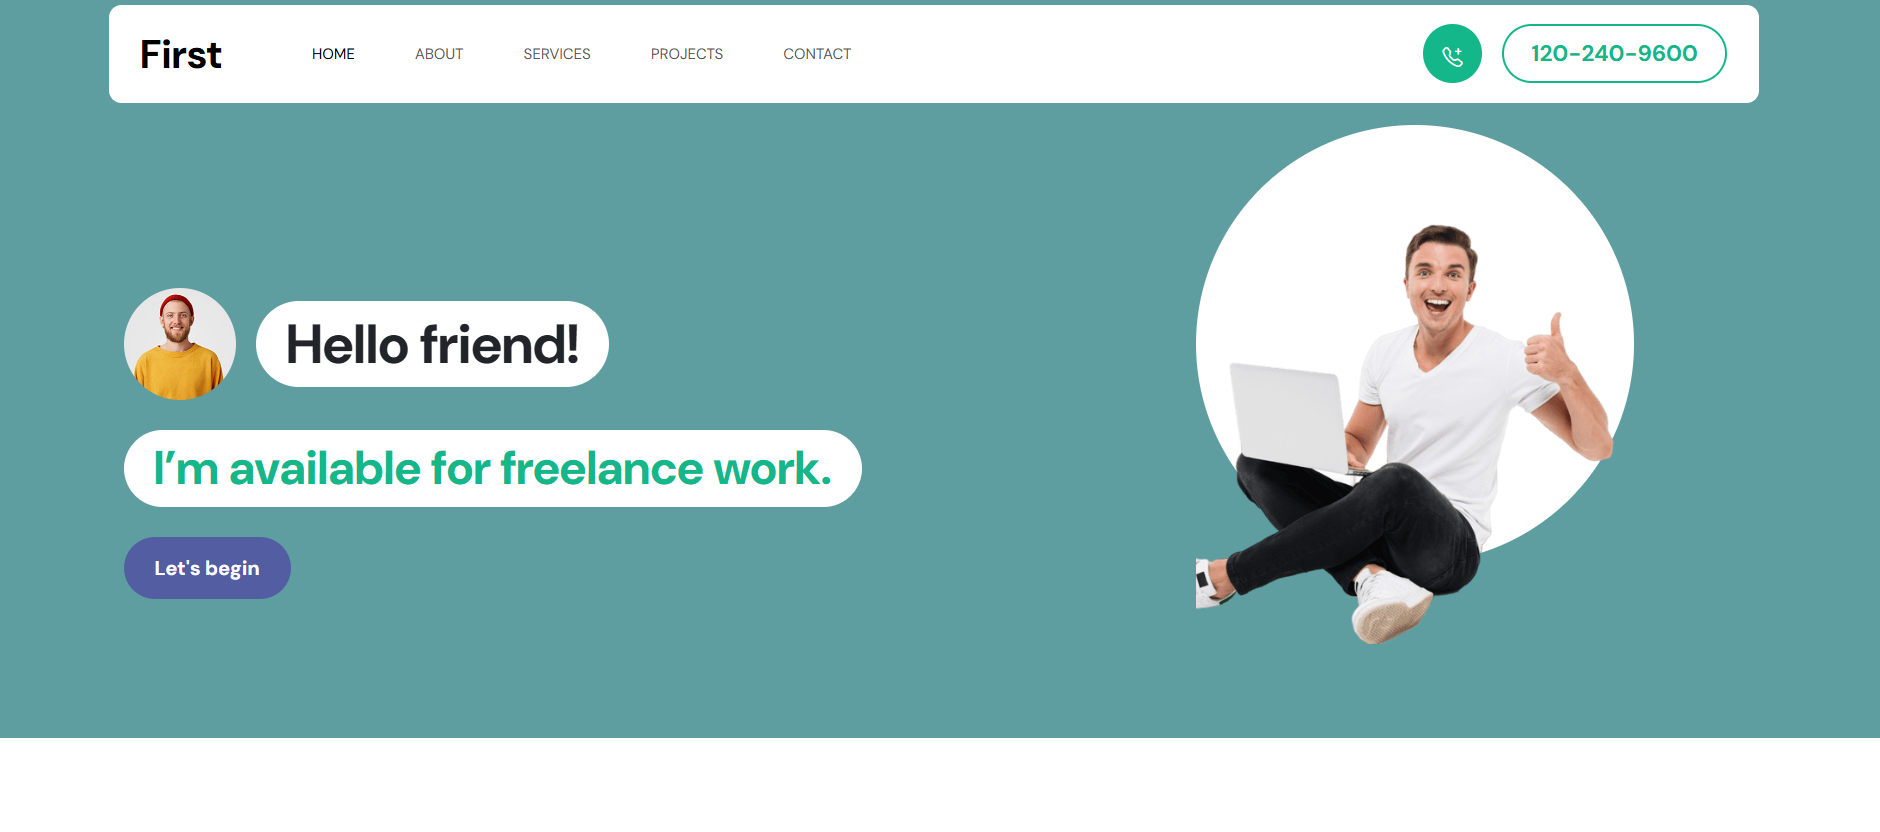 First
HOME
ABOUT
SERVICES
PROJECTS
CONTACT
120-240-9600
Hello friend!
I’m available for freelance work.
Let's begin